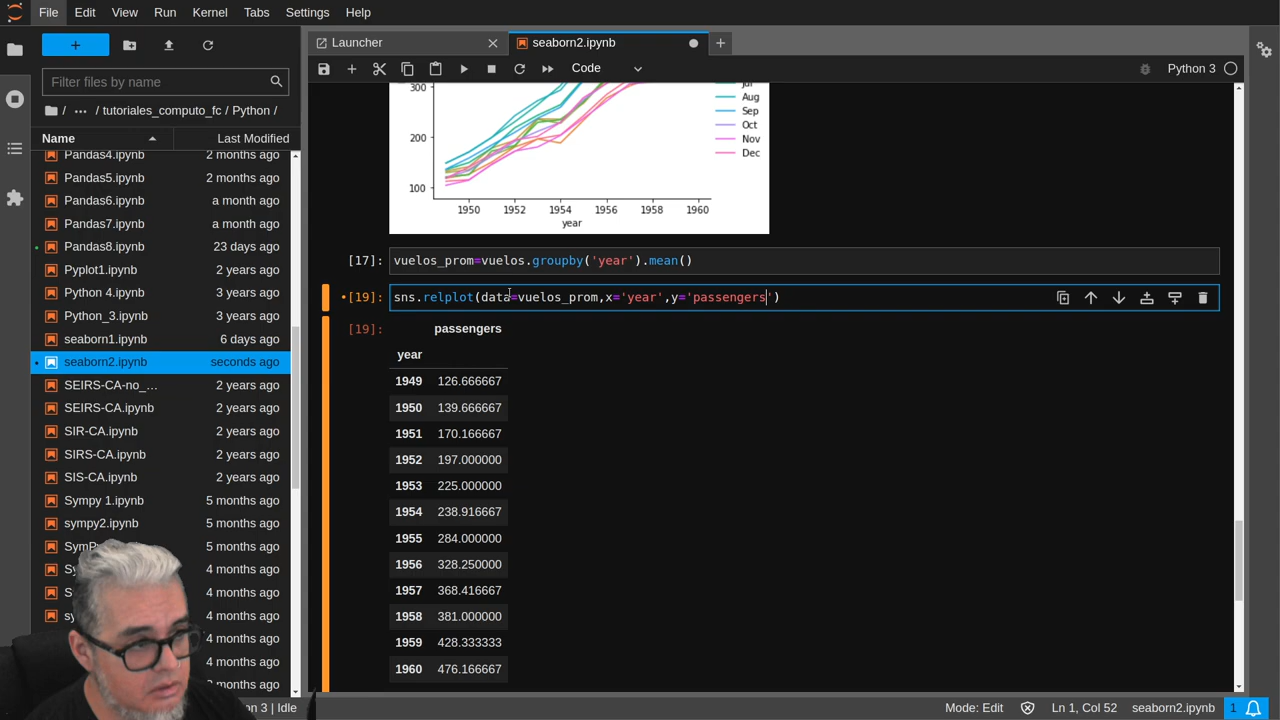 File Edit View Run Kernel Tabs Settings Help
Launcher
seaborn2.ipynb
Filter files by name
Code
Python 3
/ ··· / tutoriales_commato_fc / Python /
Name Last Modified
Pandas4.ipynb 2 months ago
Pandas5.ipynb 2 months ago
Pandas6.ipynb a month ago
Pandas7.ipynb a month ago
Pandas8.ipynb 23 days ago
Pyplot1.ipynb 2 years ago
Python 4.ipynb 3 years ago
Python_3.ipynb 3 years ago
seaborn1.ipynb 6 days ago
seaborn2.ipynb seconds ago
SEIRS-CA-no_... 2 years ago
SEIRS-CA.ipynb 2 years ago
SIR-CA.ipynb 2 years ago
SIRS-CA.ipynb 2 years ago
SIS-CA.ipynb 2 years ago
Sympy 1.ipynb 5 months ago
sympy2.ipynb 5 months ago
5 months ago
4 months ago
4 months ago
4 months ago
4 months ago
4 months ago
months ago
300
200
100
1950 1952 1954 1956 1958 1960
year
Aug
Sep
Oct
Nov
Dec
[17]: vuelos_prom=vuelos.groupby('year').mean()
[19]: sns.relplot(data=vuelos_prom,x='year',y='passengers')
[19]: passengers
year
1949 126.666667
1950 139.666667
1951 170.166667
1952 197.000000
1953 225.000000
1954 238.916667
1955 284.000000
1956 328.250000
1957 368.416667
1958 381.000000
1959 428.333333
1960 476.166667
on 3 | Idle
Mode: Edit
Ln 1, Col 52
seaborn2.ipynb
1